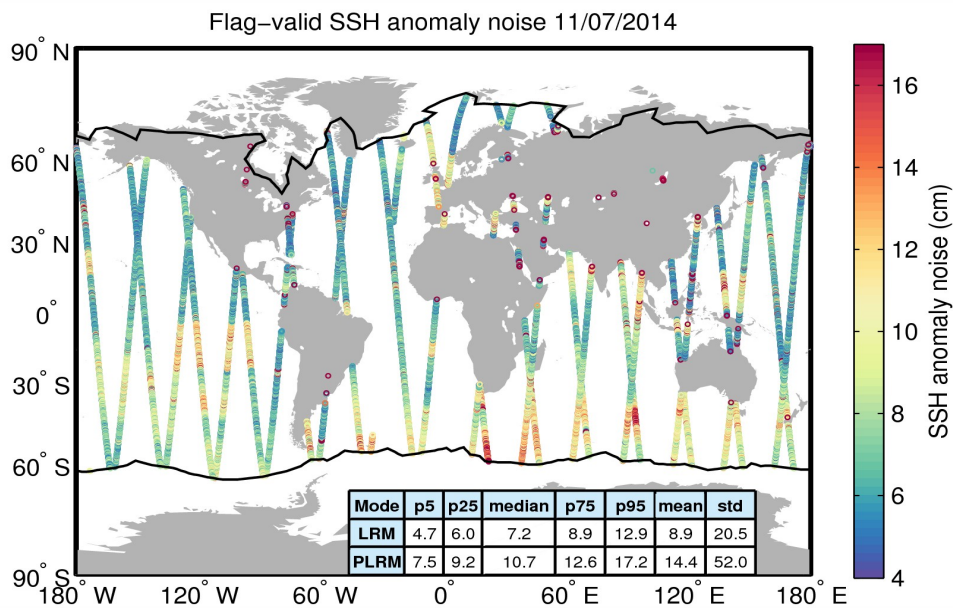 Flag−valid SSH anomaly noise 11/07/2014
90° N
60° N
30° N
0°
30° S
60° S
90° S
180° W
120° W
60° W
0°
60° E
120° E
180° E
Mode p5 p25 median p75 p95 mean std
LRM 4.7 6.0 7.2 8.9 12.9 8.9 20.5
PLRM 7.5 9.2 10.7 12.6 17.2 14.4 52.0
16
14
12
10
8
6
4
SSH anomaly noise (cm)